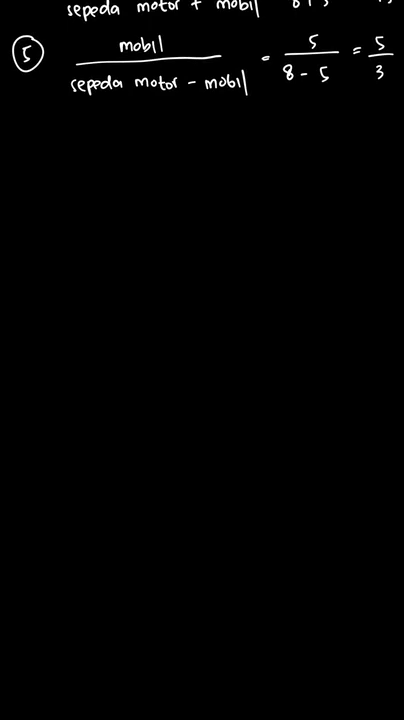 sepeda motor + mobil
⑤ mobil / sepeda motor - mobil = 5 / 8 - 5 = 5 / 3